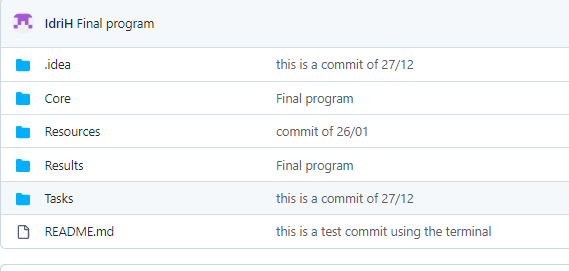 IdriH Final program
.idea this is a commit of 27/12
Core Final program
Resources commit of 26/01
Results Final program
Tasks this is a commit of 27/12
README.md this is a test commit using the terminal